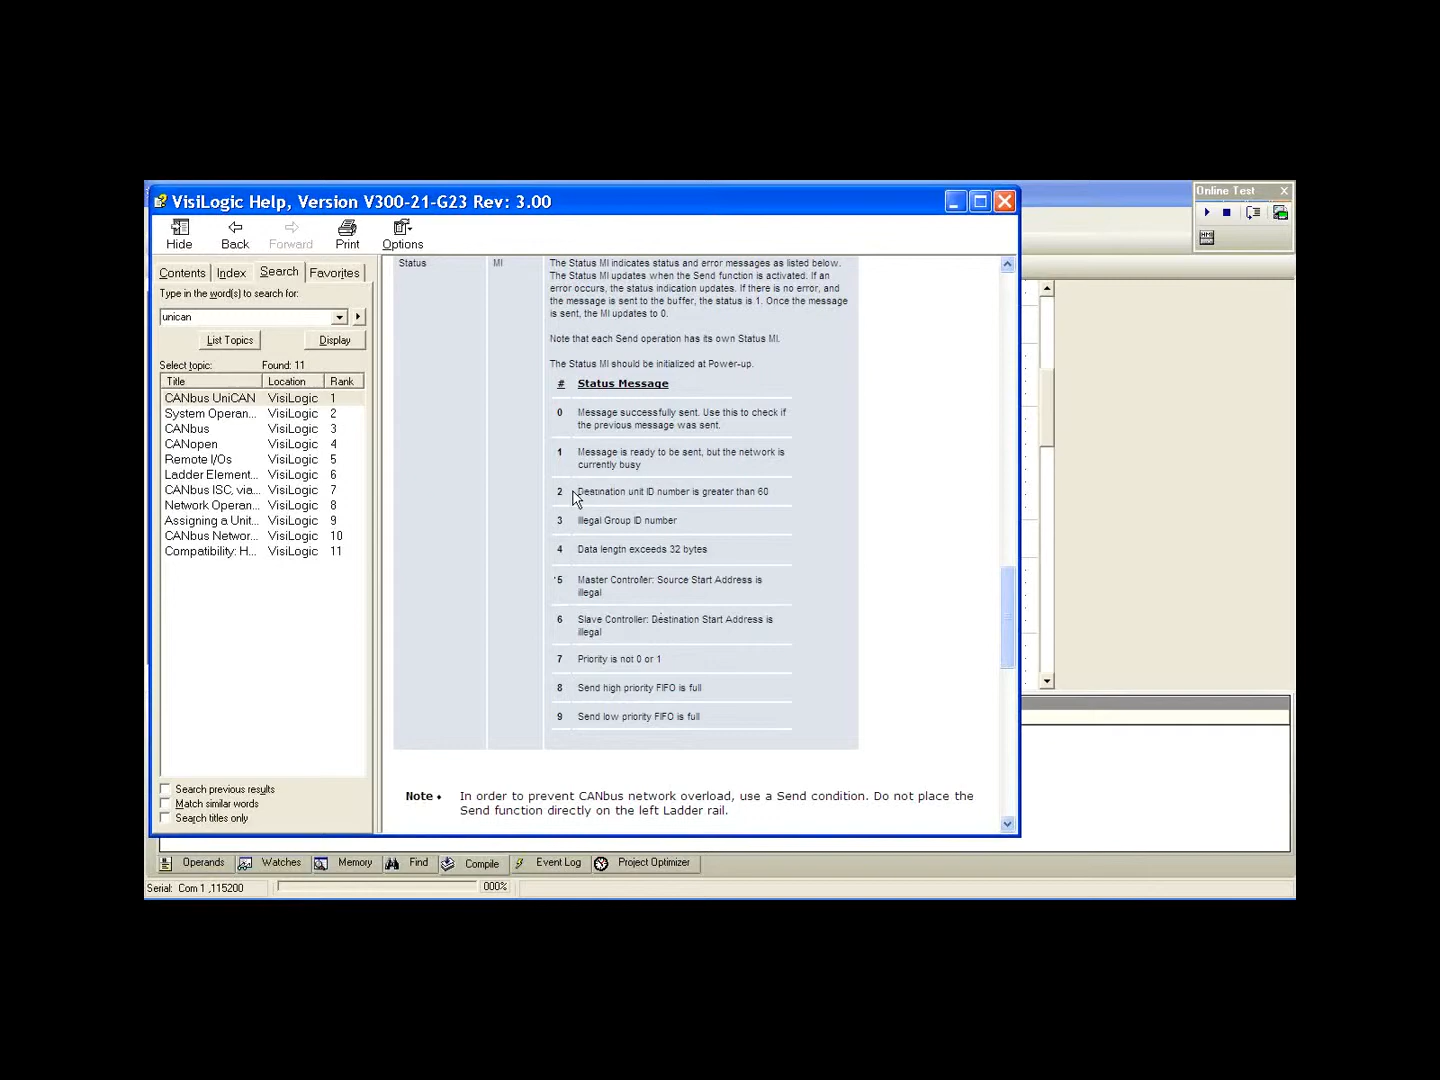 VisiLogic Help, Version V300-21-G23 Rev: 3.00
Online Test
Hide Back Forward Print Options
Contents Index Search Favorites
Type in the word(s) to search for:
unican
List Topics Display
Select topic: Found: 11
Title Location Rank
CANbus UniCAN VisiLogic 1
System Operan... VisiLogic 2
CANbus VisiLogic 3
CANopen VisiLogic 4
Remote I/Os VisiLogic 5
Ladder Element... VisiLogic 6
CANbus ISC, via... VisiLogic 7
Network Operan... VisiLogic 8
Assigning a Unit... VisiLogic 9
CANbus Networ... VisiLogic 10
Compatibility: H... VisiLogic 11
Search previous results
Match similar words
Search titles only
Status MI The Status MI indicates status and error messages as listed below.
The Status MI updates when the Send function is activated. If an
error occurs, the status indication updates. If there is no error, and
the message is sent to the buffer, the status is 1. Once the message
is sent, the MI updates to 0.
Note that each Send operation has its own Status MI.
The Status MI should be initialized at Power-up.
# Status Message
0 Message successfully sent. Use this to check if
the previous message was sent.
1 Message is ready to be sent, but the network is
currently busy
2 Destination unit ID number is greater than 60
3 Illegal Group ID number
4 Data length exceeds 32 bytes
5 Master Controller: Source Start Address is
illegal
6 Slave Controller: Destination Start Address is
illegal
7 Priority is not 0 or 1
8 Send high priority FIFO is full
9 Send low priority FIFO is full
Note • In order to prevent CANbus network overload, use a Send condition. Do not place the
Send function directly on the left Ladder rail.
Operands Watches Memory Find Compile Event Log Project Optimizer
Serial: Com 1 ,115200 000%